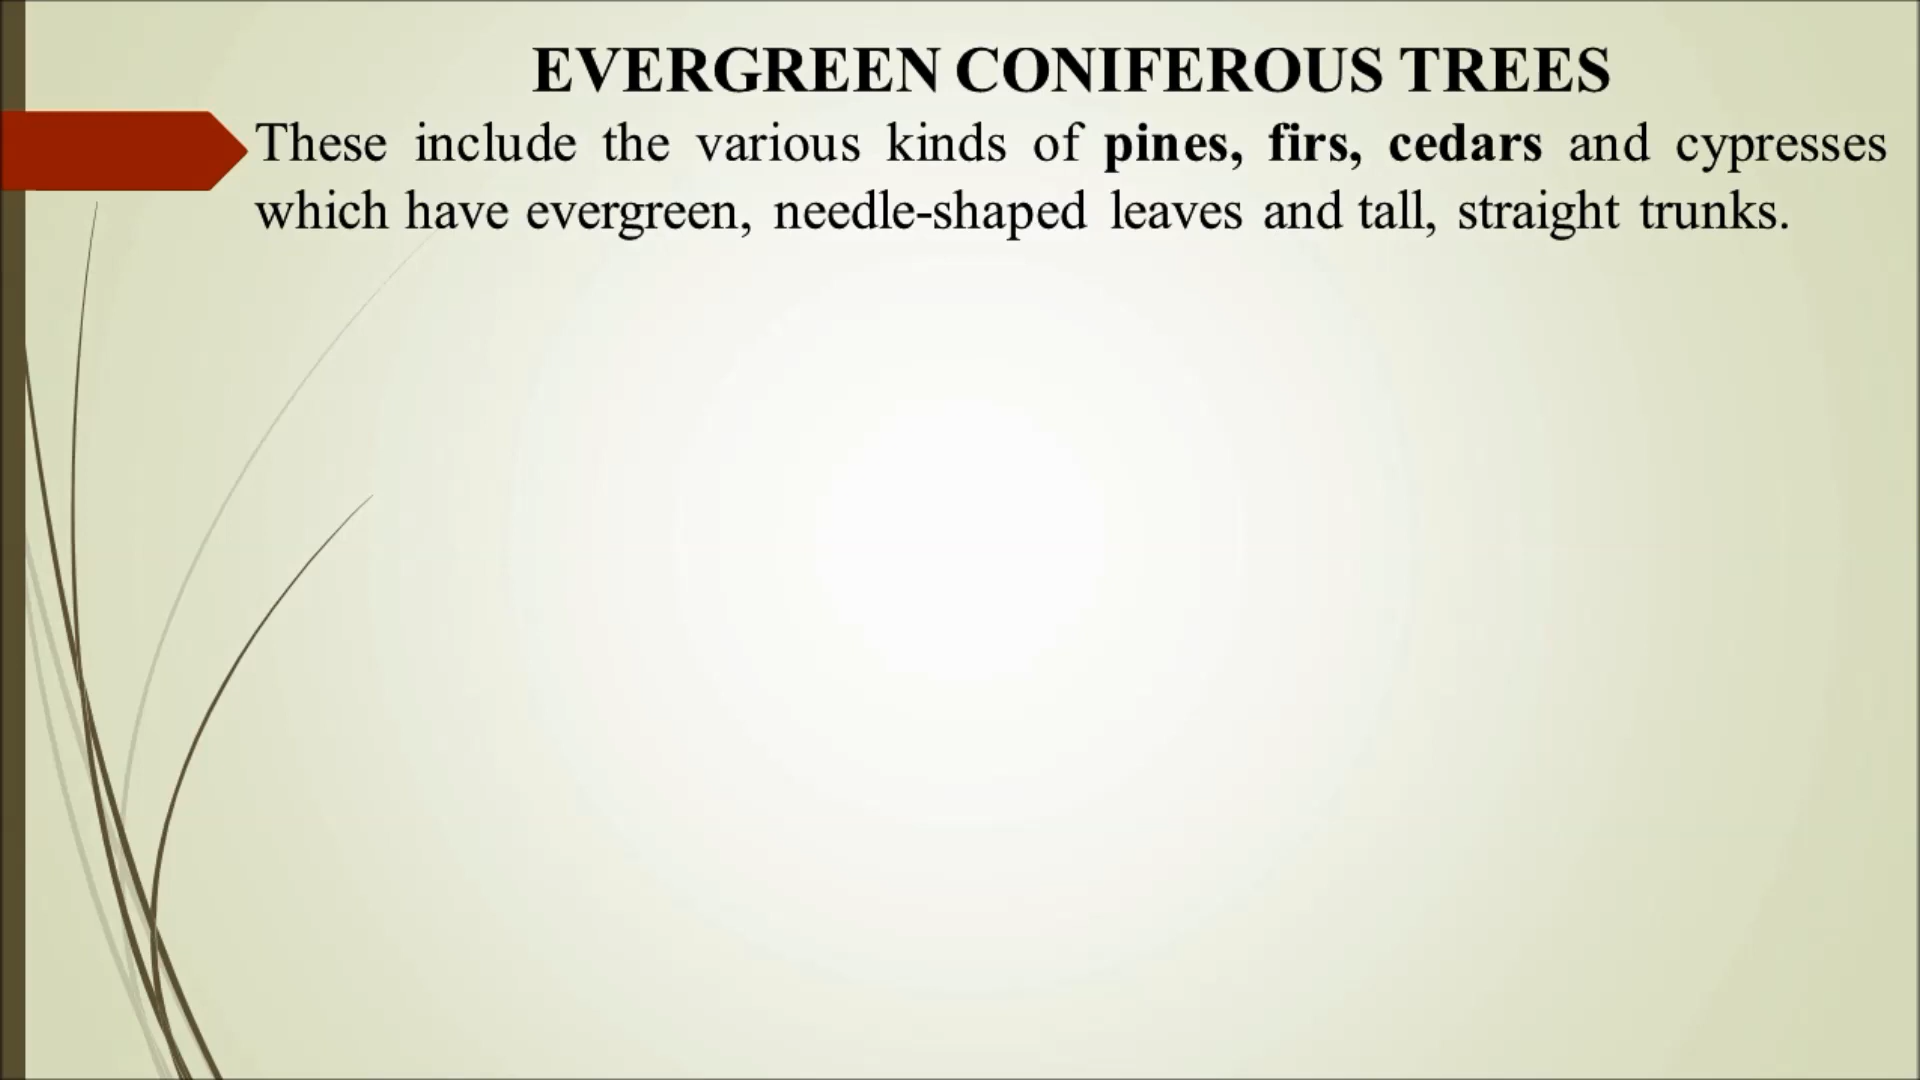 EVERGREEN CONIFEROUS TREES
These include the various kinds of pines, firs, cedars and cypresses
which have evergreen, needle-shaped leaves and tall, straight trunks.